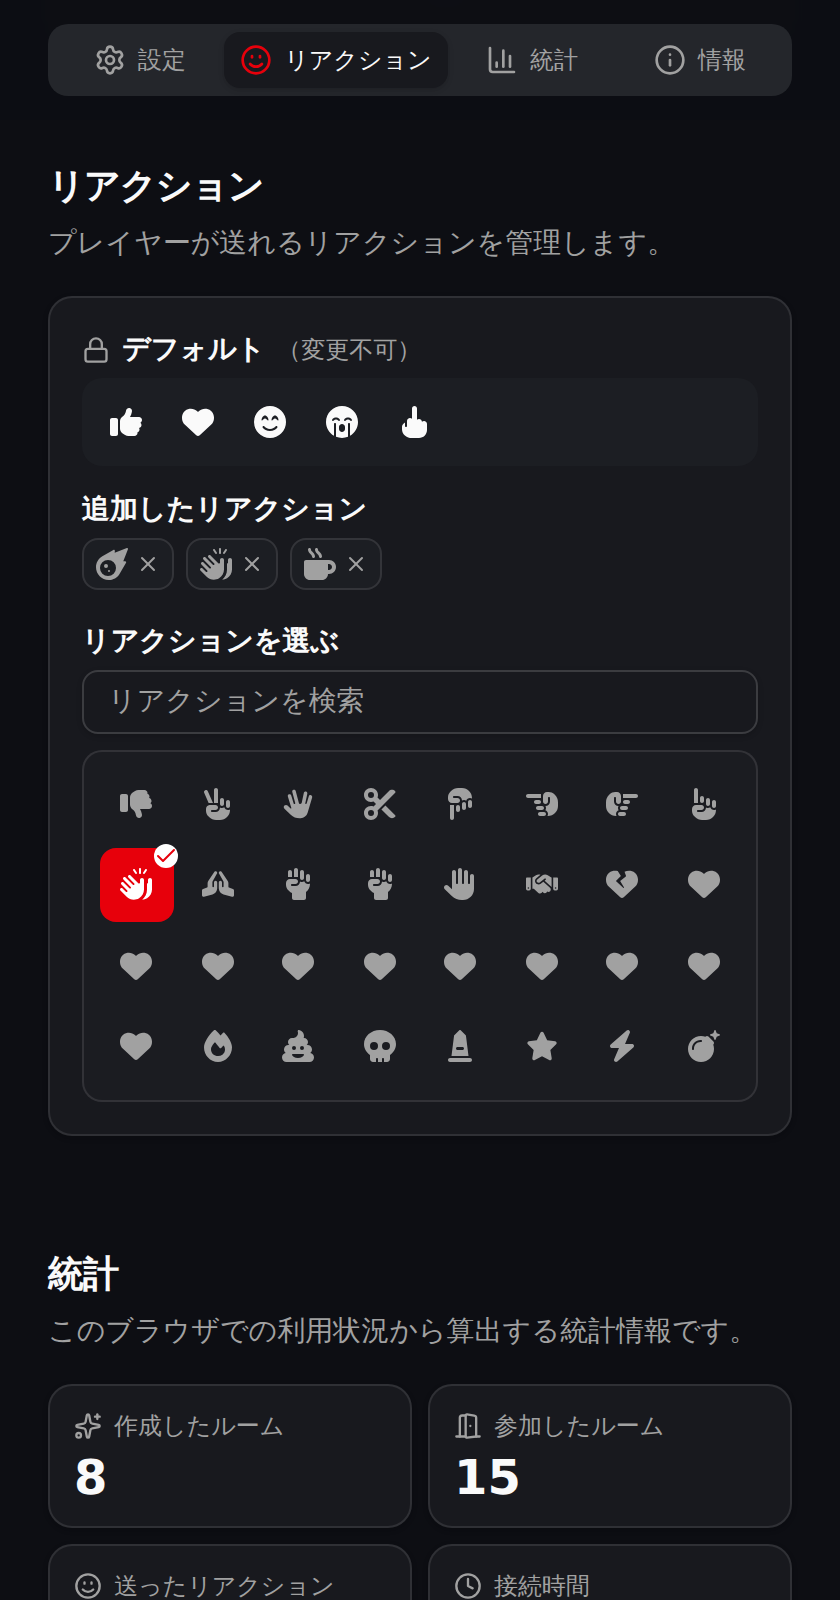 設定
リアクション
統計
情報
リアクション
プレイヤーが送れるリアクションを管理します。
デフォルト （変更不可）
追加したリアクション
リアクションを選ぶ
リアクションを検索
統計
このブラウザでの利用状況から算出する統計情報です。
作成したルーム
8
参加したルーム
15
送ったリアクション
接続時間